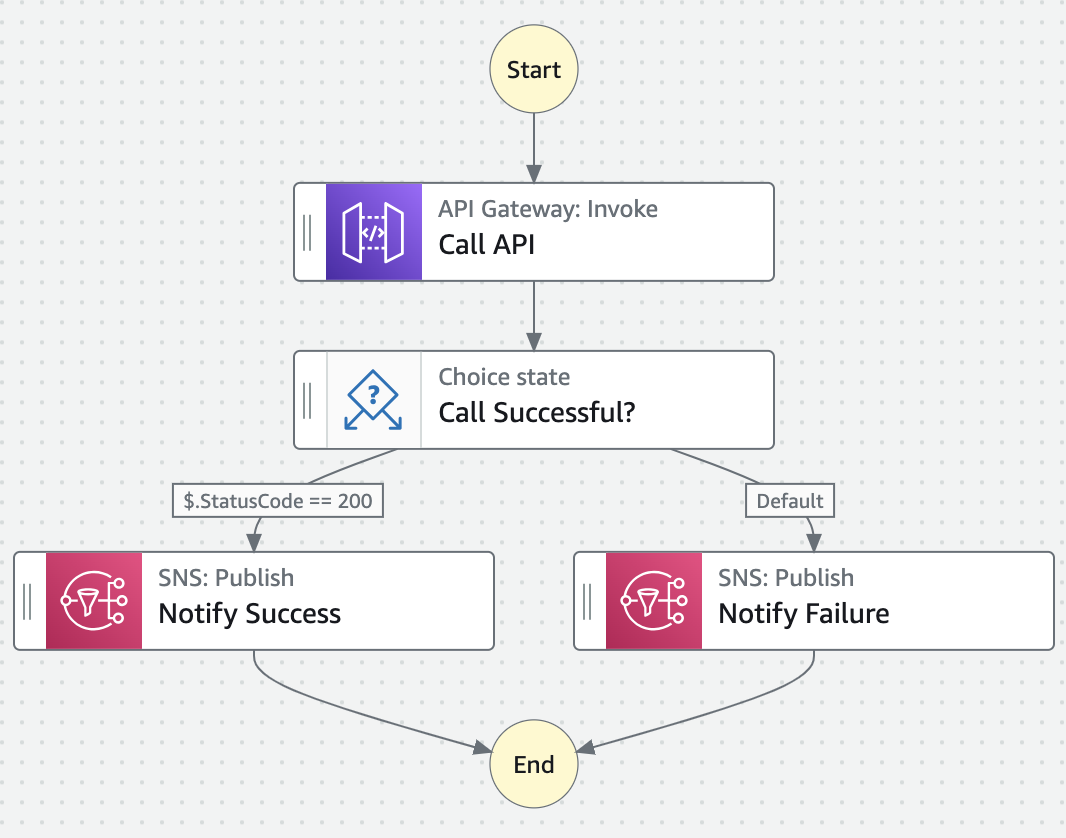 Start
API Gateway: Invoke
Call API
Choice state
Call Successful?
$.StatusCode == 200
Default
SNS: Publish
Notify Success
SNS: Publish
Notify Failure
End